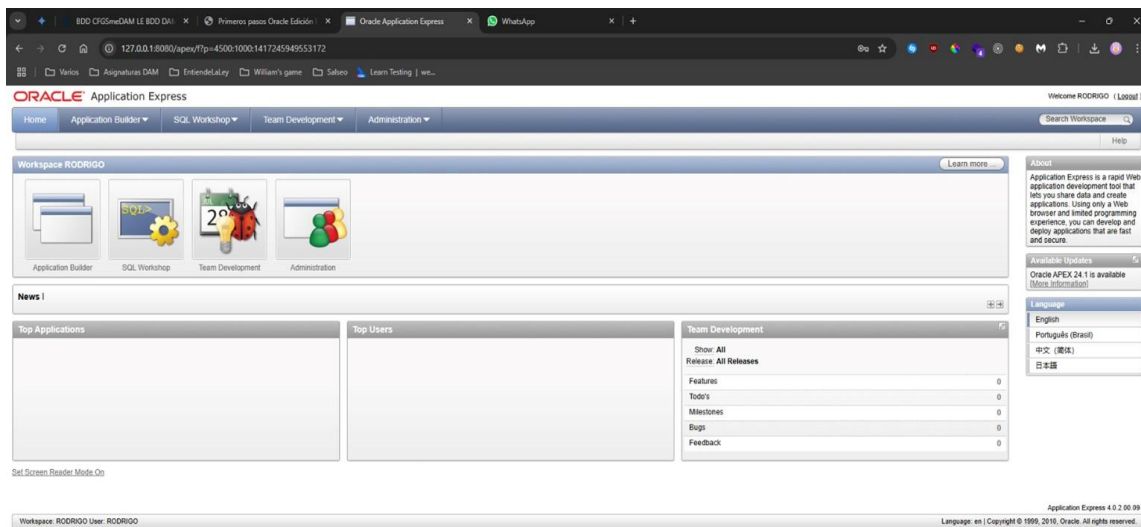 BDD CFGSmeDAM LE BDD DAM
Primeros pasos Oracle Edición
Oracle Application Express
WhatsApp
127.0.0.1:8080/apex/f?p=4500:1000:1417245949553172
Varios
Asignaturas DAM
EntiendeLaLey
William's game
Salseo
Learn Testing | we...
ORACLE Application Express
Welcome RODRIGO ( Logout )
Home
Application Builder
SQL Workshop
Team Development
Administration
Search Workspace
Help
Workspace RODRIGO
Learn more ...
SQL>
Application Builder
SQL Workshop
Team Development
Administration
News
Top Applications
Top Users
Team Development
Show: All
Release: All Releases
Features 0
Todo's 0
Milestones 0
Bugs 0
Feedback 0
About
Application Express is a rapid Web
application development tool that
lets you share data and create
applications. Using only a Web
browser and limited programming
experience, you can develop and
deploy applications that are fast
and secure.
Available Updates
Oracle APEX 24.1 is available
[More Information]
Language
English
Português (Brasil)
中文 (简体)
日本語
Set Screen Reader Mode On
Application Express 4.0.2.00.09
Workspace: RODRIGO User: RODRIGO
Language: en | Copyright © 1999, 2010, Oracle. All rights reserved.